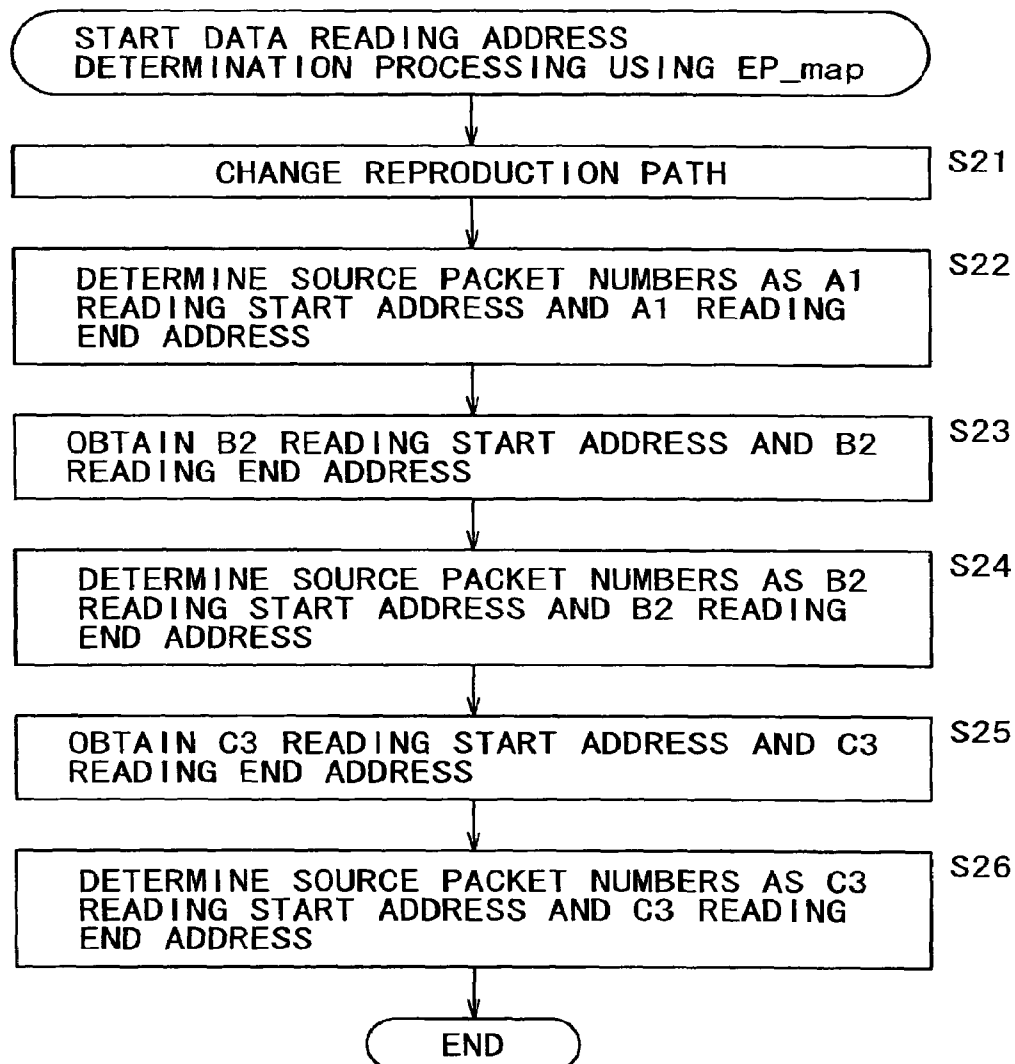 START DATA READING ADDRESS
DETERMINATION PROCESSING USING EP_map
CHANGE REPRODUCTION PATH
S21
DETERMINE SOURCE PACKET NUMBERS AS A1
READING START ADDRESS AND A1 READING
END ADDRESS
S22
OBTAIN B2 READING START ADDRESS AND B2
READING END ADDRESS
S23
DETERMINE SOURCE PACKET NUMBERS AS B2
READING START ADDRESS AND B2 READING
END ADDRESS
S24
OBTAIN C3 READING START ADDRESS AND C3
READING END ADDRESS
S25
DETERMINE SOURCE PACKET NUMBERS AS C3
READING START ADDRESS AND C3 READING
END ADDRESS
S26
END